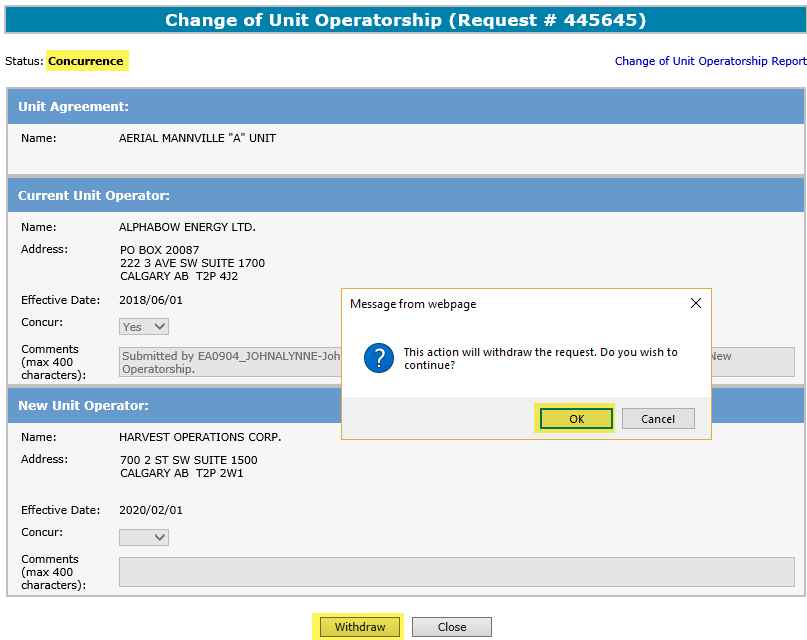 Change of Unit Operatorship (Request # 445645)
Status: Concurrence
Change of Unit Operatorship Report
Unit Agreement:
Name: AERIAL MANNVILLE "A" UNIT
Current Unit Operator:
Name: ALPHABOW ENERGY LTD.
Address: PO BOX 20087
222 3 AVE SW SUITE 1700
CALGARY AB T2P 4J2
Effective Date: 2018/06/01
Concur: Yes
Comments
(max 400
characters):
Submitted by EA0904_JOHNALYNNE-Joh
New
Operatorship.
Message from webpage
?
This action will withdraw the request. Do you wish to
continue?
OK
Cancel
New Unit Operator:
Name: HARVEST OPERATIONS CORP.
Address: 700 2 ST SW SUITE 1500
CALGARY AB T2P 2W1
Effective Date: 2020/02/01
Concur:
Comments
(max 400
characters):
Withdraw
Close